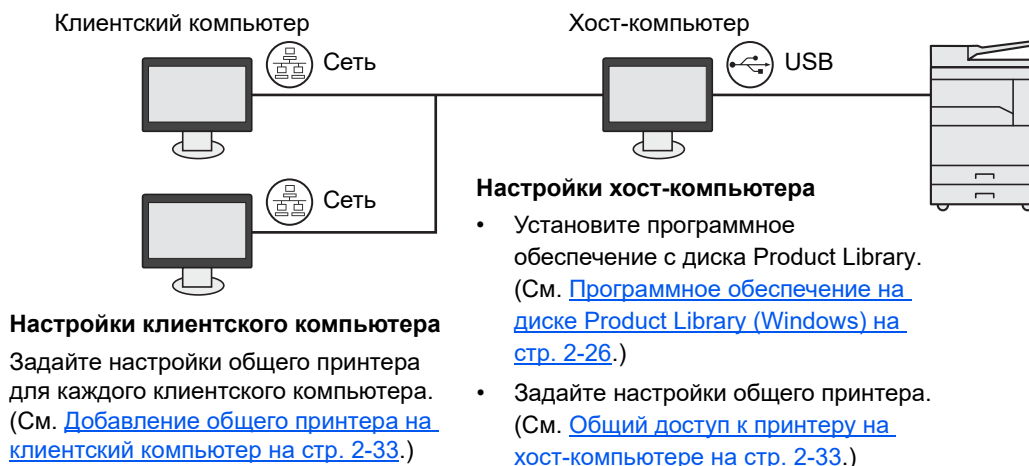 Клиентский компьютер
Хост-компьютер
Сеть
USB
Сеть
Настройки хост-компьютера
• Установите программное
обеспечение с диска Product Library.
(См. Программное обеспечение на
диске Product Library (Windows) на
стр. 2-26.)
• Задайте настройки общего принтера.
(См. Общий доступ к принтеру на
хост-компьютере на стр. 2-33.)
Настройки клиентского компьютера
Задайте настройки общего принтера
для каждого клиентского компьютера.
(См. Добавление общего принтера на
клиентский компьютер на стр. 2-33.)